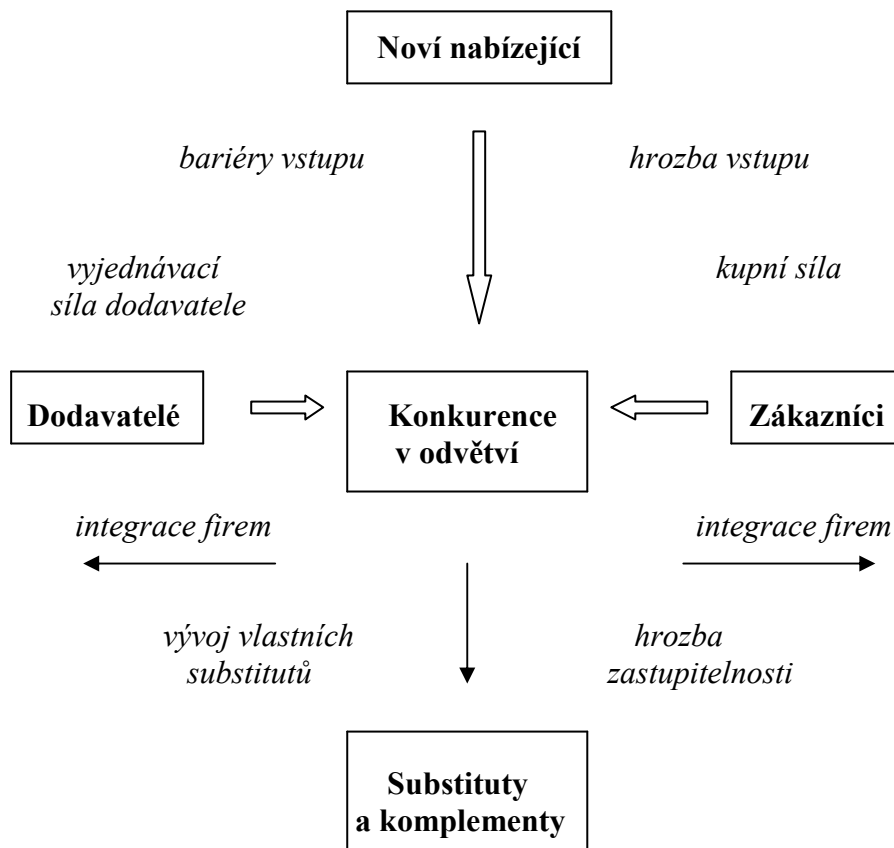 Noví nabízející
bariéry vstupu
hrozba vstupu
vyjednávací
síla dodavatele
kupní síla
Dodavatelé
Konkurence
v odvětví
Zákazníci
integrace firem
integrace firem
vývoj vlastních
substitutů
hrozba
zastupitelnosti
Substituty
a komplementy